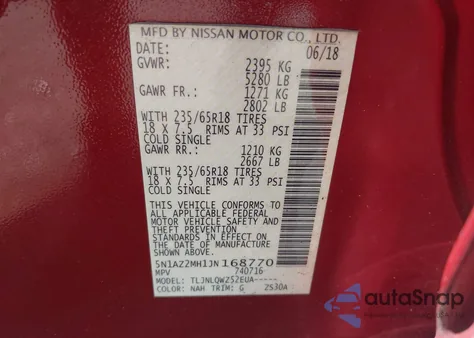 MFD BY NISSAN MOTOR CO., LTD.
DATE: 06/18
GVWR: 2395 KG
5280 LB
GAWR FR.: 1271 KG
2802 LB
WITH 235/65R18 TIRES
18 X 7.5 RIMS AT 33 PSI
COLD SINGLE
GAWR RR.: 1210 KG
2667 LB
WITH 235/65R18 TIRES
18 X 7.5 RIMS AT 33 PSI
COLD SINGLE
THIS VEHICLE CONFORMS TO
ALL APPLICABLE U.S. FEDERAL
MOTOR VEHICLE SAFETY AND
THEFT PREVENTION
STANDARDS IN EFFECT ON THE
DATE OF MANUFACTURE SHOWN
ABOVE.
5N1AZ2MH1JN168770
MPV 740716
TLJNLQWZ52EUA-----
COLOR: NAH TRIM: G 2S30A
autoSnap